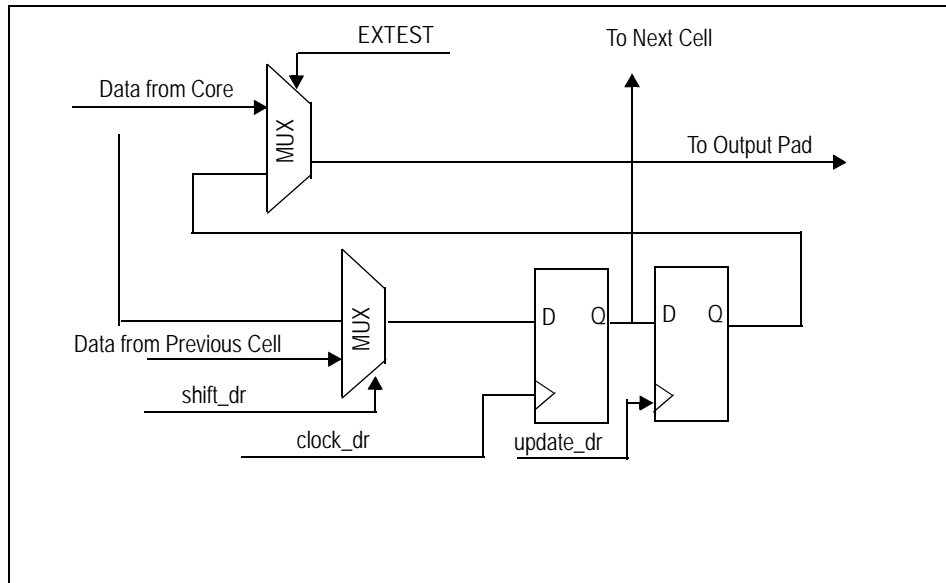 EXTEST
To Next Cell
Data from Core
MUX
To Output Pad
MUX
D Q
D Q
Data from Previous Cell
shift_dr
clock_dr
update_dr